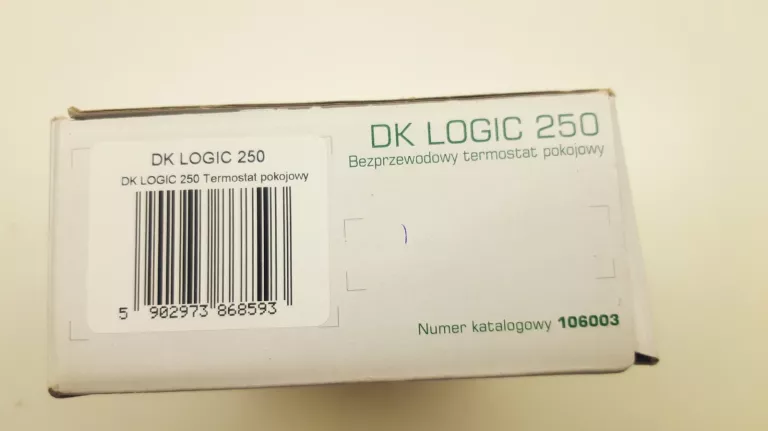 DK LOGIC 250
DK LOGIC 250 Termostat pokojowy
5 902973 868593
DK LOGIC 250
Bezprzewodowy termostat pokojowy
Numer katalogowy 106003